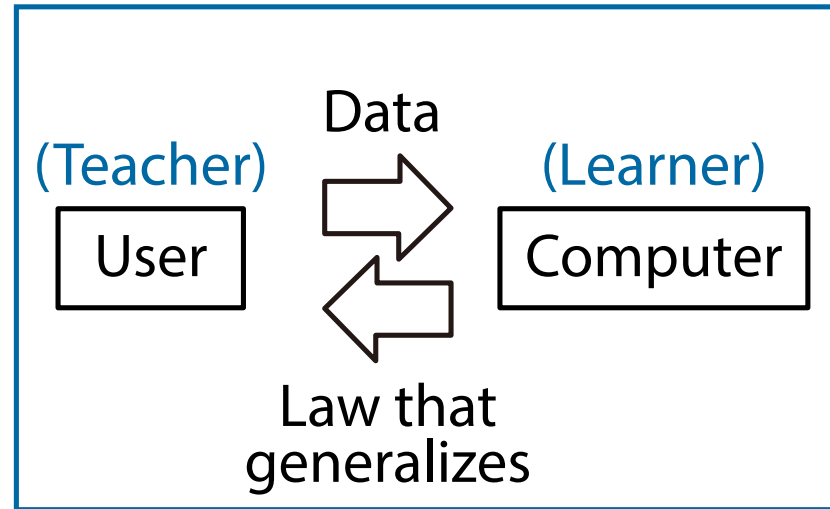 Data
(Teacher)
(Learner)
User
Computer
Law that
generalizes